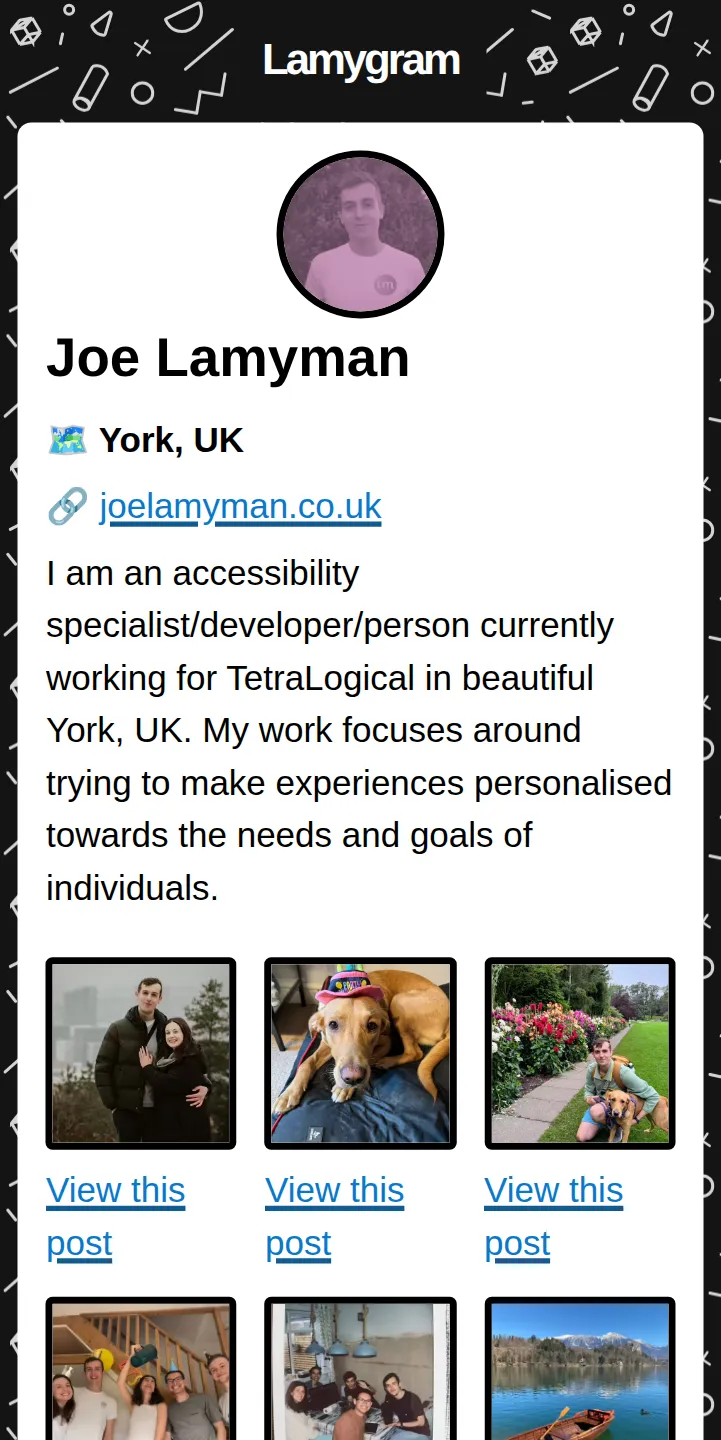 Lamygram
Joe Lamyman
York, UK
joelamyman.co.uk
I am an accessibility
specialist/developer/person currently
working for TetraLogical in beautiful
York, UK. My work focuses around
trying to make experiences personalised
towards the needs and goals of
individuals.
View this
post
View this
post
View this
post